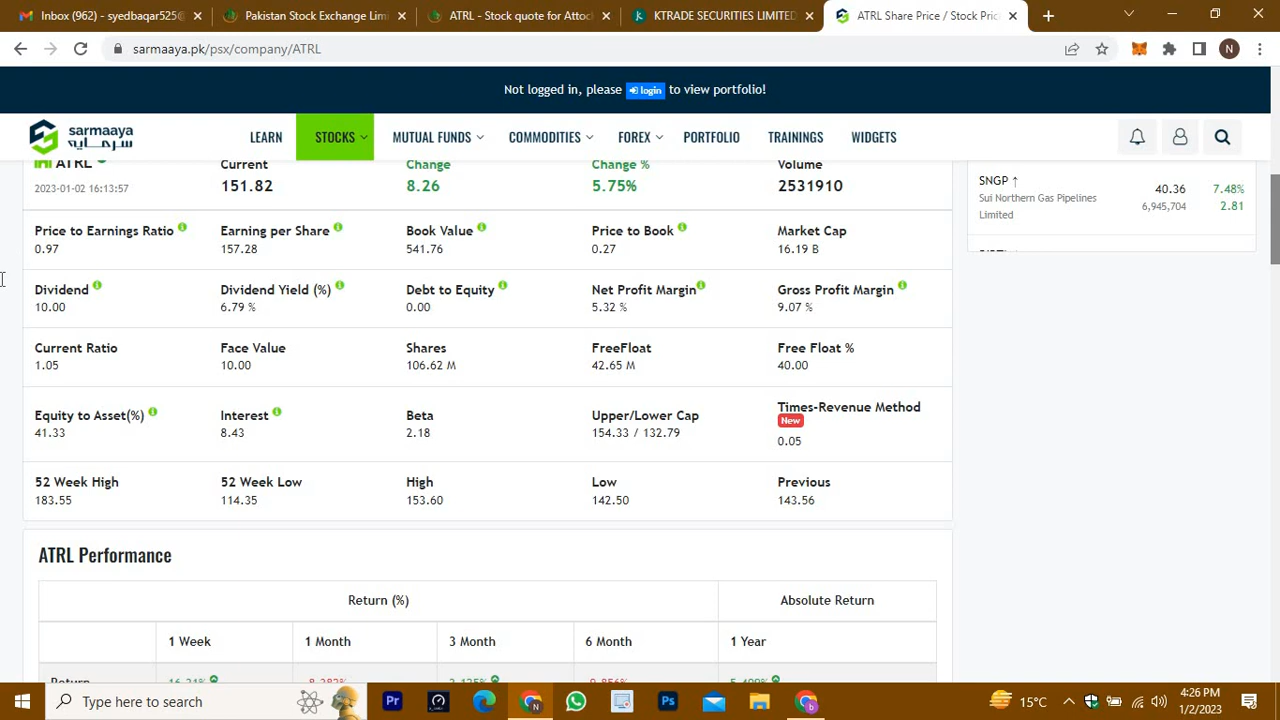 Inbox (962) - syedbaqar525@
Pakistan Stock Exchange Lim
ATRL - Stock quote for Attock
KTRADE SECURITIES LIMITED
ATRL Share Price / Stock Pric
sarmaaya.pk/psx/company/ATRL
N
Not logged in, please login to view portfolio!
sarmaaya
سرمایه
LEARN STOCKS MUTUAL FUNDS COMMODITIES FOREX PORTFOLIO TRAININGS WIDGETS
ATRL Current Change Change % Volume
2023-01-02 16:13:57 151.82 8.26 5.75% 2531910
SNGP ↑ 40.36 7.48%
Sui Northern Gas Pipelines Limited 6,945,704 2.81
Price to Earnings Ratio Earning per Share Book Value Price to Book Market Cap
0.97 157.28 541.76 0.27 16.19 B
Dividend Dividend Yield (%) Debt to Equity Net Profit Margin Gross Profit Margin
10.00 6.79 % 0.00 5.32 % 9.07 %
Current Ratio Face Value Shares FreeFloat Free Float %
1.05 10.00 106.62 M 42.65 M 40.00
Equity to Asset(%) Interest Beta Upper/Lower Cap Times-Revenue Method New
41.33 8.43 2.18 154.33 / 132.79 0.05
52 Week High 52 Week Low High Low Previous
183.55 114.35 153.60 142.50 143.56
ATRL Performance
Return (%) Absolute Return
1 Week 1 Month 3 Month 6 Month 1 Year
Return
Type here to search
Pr
Ps
15°C
4:26 PM
1/2/2023